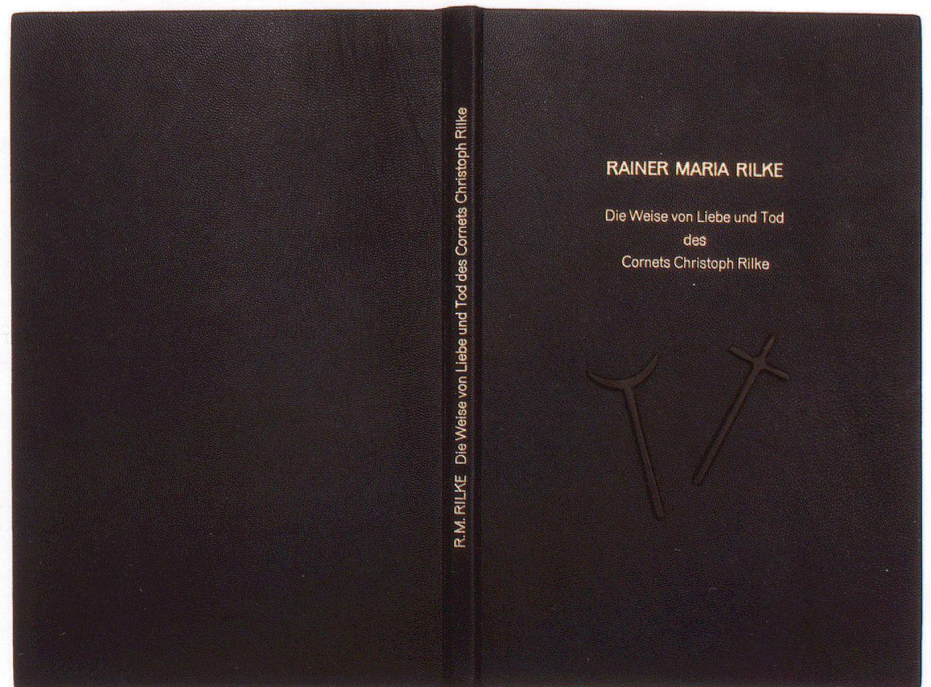 R.M. RILKE Die Weise von Liebe und Tod des Cornets Christoph Rilke
RAINER MARIA RILKE
Die Weise von Liebe und Tod
des
Cornets Christoph Rilke